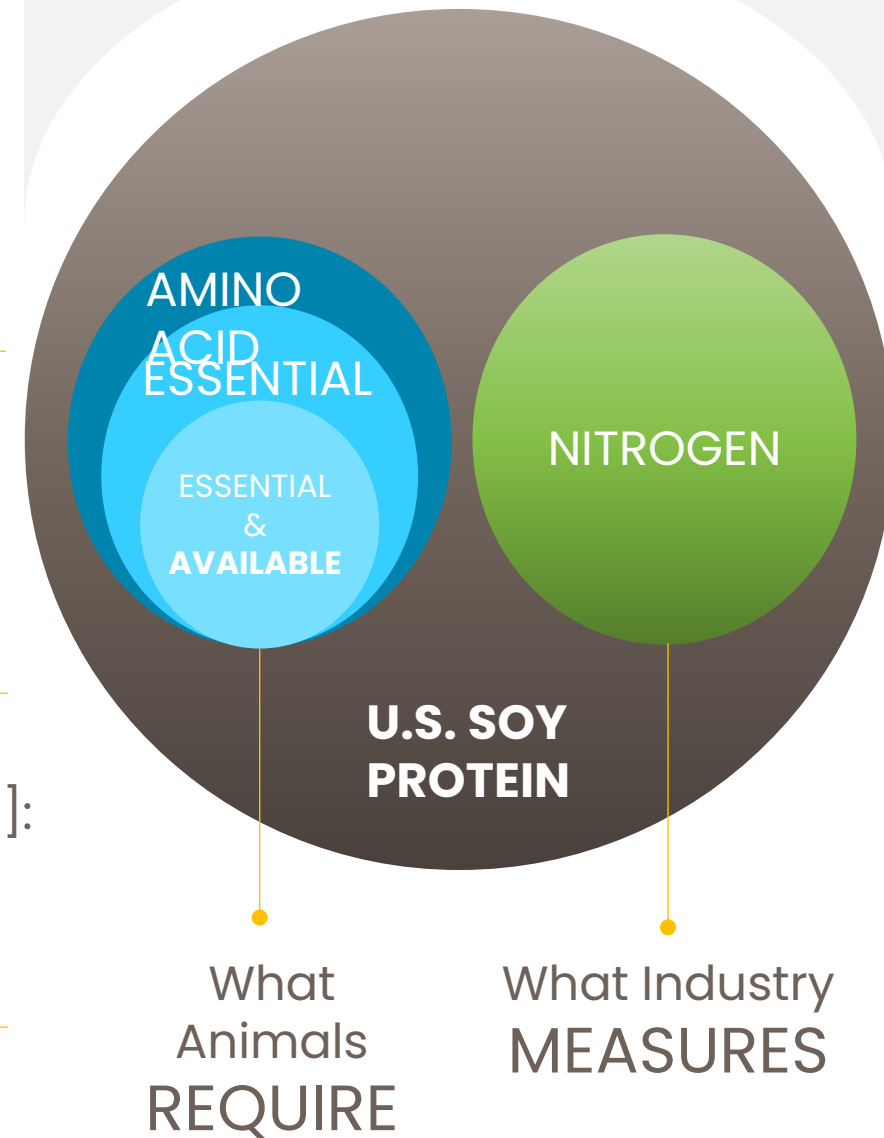 AMINO
ACID
ESSENTIAL
ESSENTIAL
&
AVAILABLE
NITROGEN
U.S. SOY
PROTEIN
]:
What
Animals
REQUIRE
What Industry
MEASURES